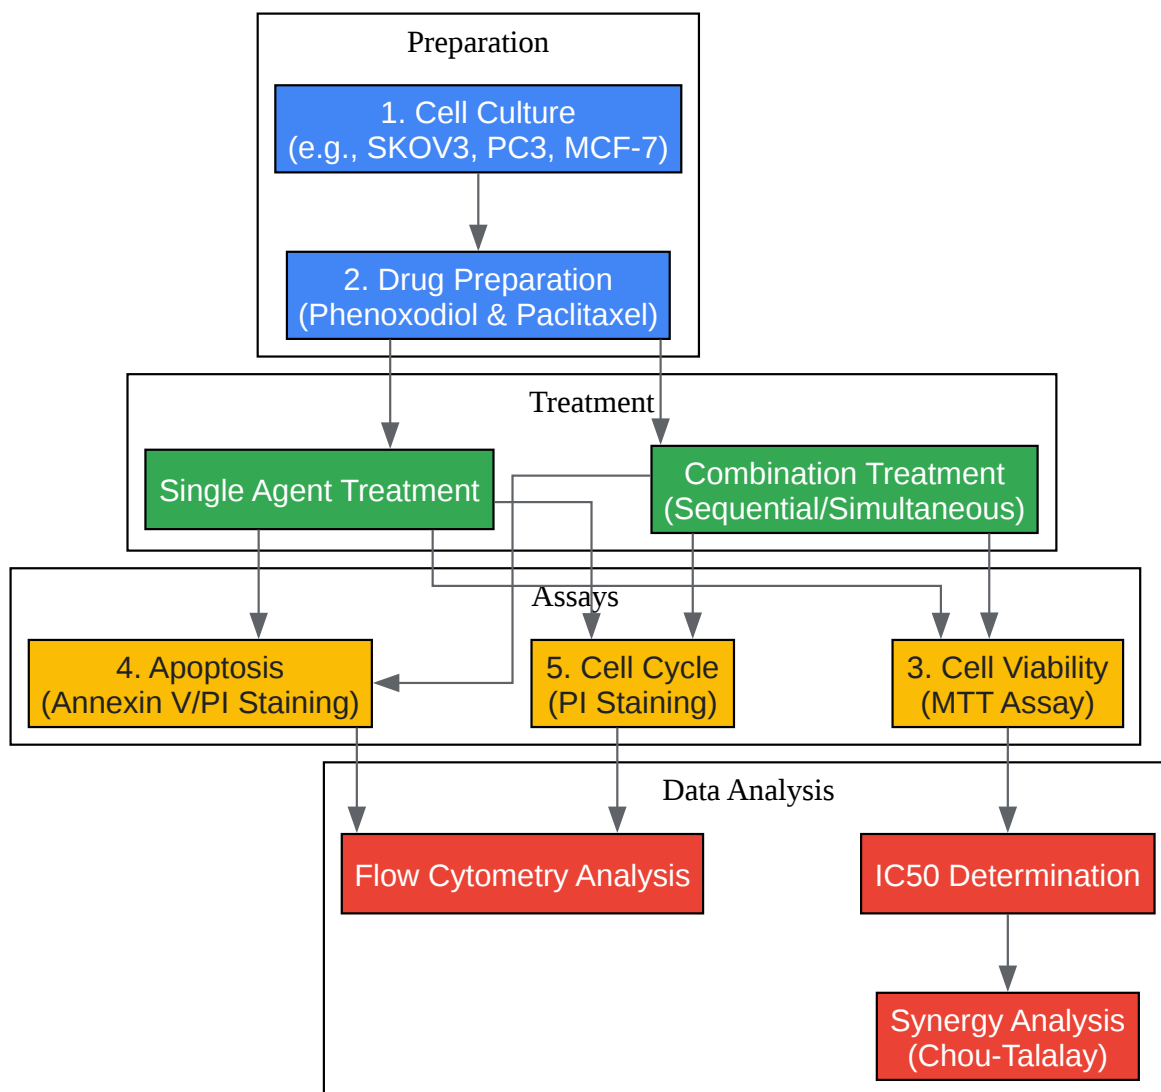 Preparation
1. Cell Culture
(e.g., SKOV3, PC3, MCF-7)
2. Drug Preparation
(Phenoxodiol & Paclitaxel)
Treatment
Single Agent Treatment
Combination Treatment
(Sequential/Simultaneous)
Assays
4. Apoptosis
(Annexin V/PI Staining)
5. Cell Cycle
(PI Staining)
3. Cell Viability
(MTT Assay)
Data Analysis
Flow Cytometry Analysis
IC50 Determination
Synergy Analysis
(Chou-Talalay)